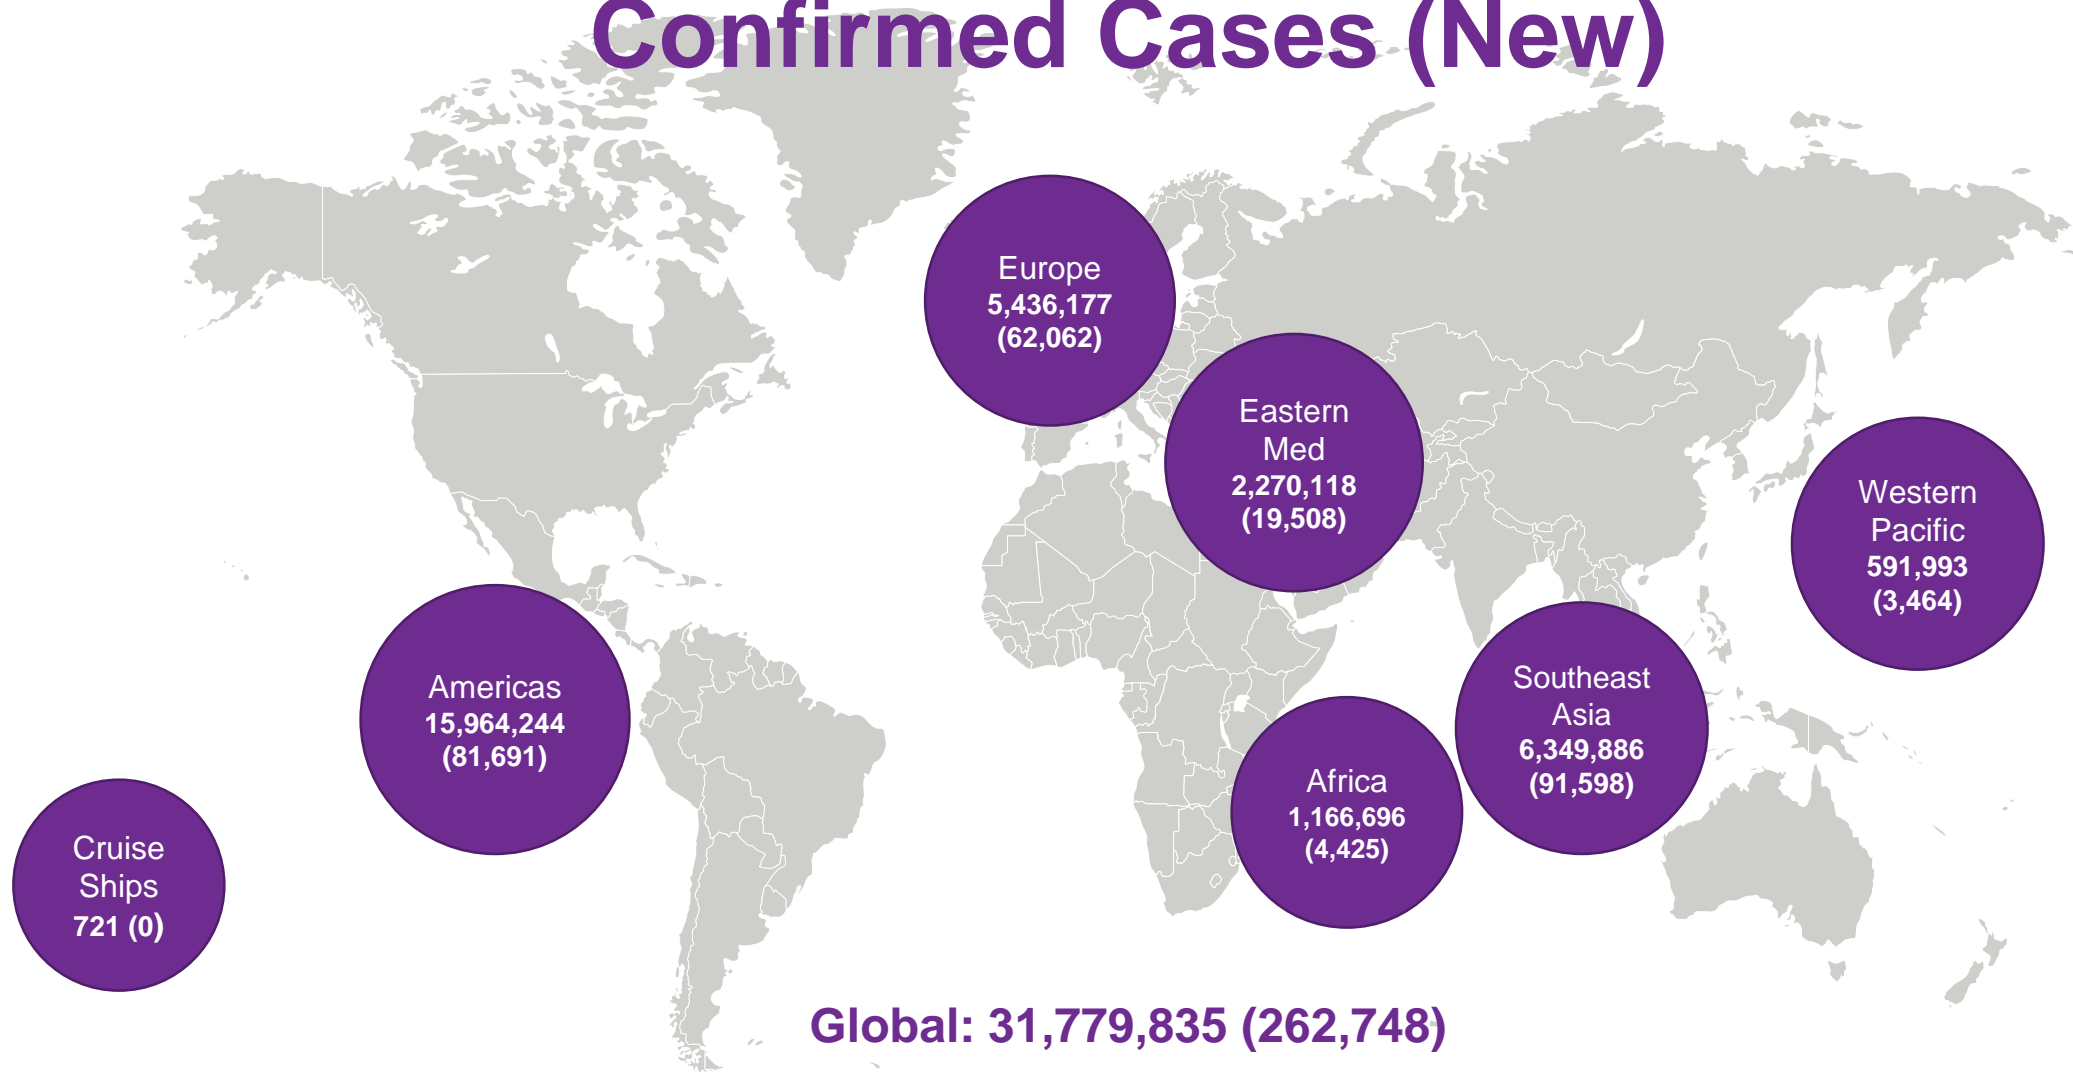 Confirmed Cases (New)
Europe
5,436,177
(62,062)
Eastern
Med
2,270,118
(19,508)
Western
Pacific
591,993
(3,464)
Americas
15,964,244
(81,691)
Southeast
Asia
6,349,886
(91,598)
Africa
1,166,696
(4,425)
Cruise
Ships
721 (0)
Global: 31,779,835 (262,748)